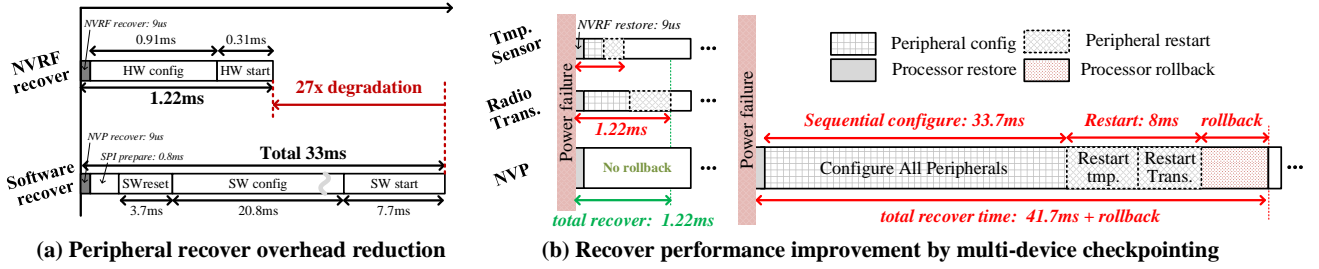 NVRF recover: 9us
0.91ms
0.31ms
NVRF
recover
HW config
HW start
1.22ms
27x degradation
NVP recover: 9us
SPI prepare: 0.8ms
Total 33ms
Software
recover
SWreset
SW config
SW start
3.7ms
20.8ms
7.7ms
(a) Peripheral recover overhead reduction
Power failure
NVRF restore: 9us
Tmp.
Sensor
•••
Radio
Trans.
•••
1.22ms
NVP
No rollback
•••
total recover: 1.22ms
Peripheral config
Peripheral restart
Processor restore
Processor rollback
Power failure
Sequential configure: 33.7ms
Restart: 8ms
rollback
Configure All Peripherals
Restart
tmp.
Restart
Trans.
•••
total recover time: 41.7ms + rollback
(b) Recover performance improvement by multi-device checkpointing